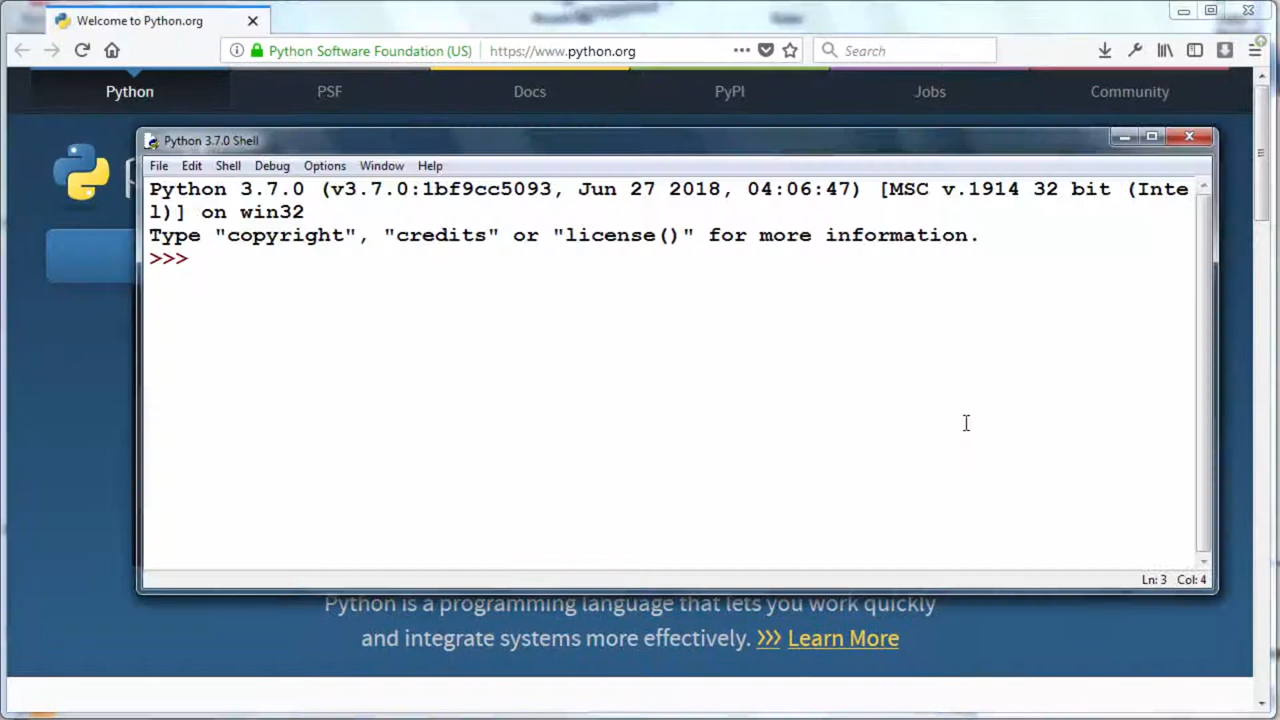 Welcome to Python.org
Python Software Foundation (US)
https://www.python.org
Search
Python
PSF
Docs
PyPI
Jobs
Community
Python 3.7.0 Shell
File Edit Shell Debug Options Window Help
Python 3.7.0 (v3.7.0:1bf9cc5093, Jun 27 2018, 04:06:47) [MSC v.1914 32 bit (Inte
l)] on win32
Type "copyright", "credits" or "license()" for more information.
>>>
Ln: 3 Col: 4
Python is a programming language that lets you work quickly
and integrate systems more effectively. >>> Learn More